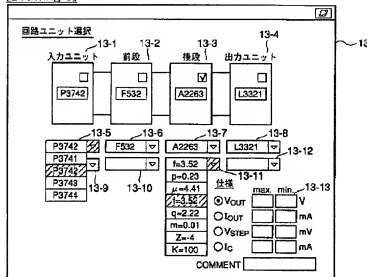 回路ユニット選択
13-1 13-2 13-3 13-4
入力ユニット 前段 後段 出力ユニット
13
P3742 F532 A2263 L3321
13-5 13-6 13-7 13-8
P3742 F532 A2263 L3321
P3741 f=3.52 13-12
P3742 13-9 13-10 p=0.23 13-11
P3743 μ=4.41 仕様 max. min. 13-13
P3744 f=3.52 VOUT V
q=2.22 IOUT mA
m=0.01 VSTEP mV
Z=-4 IC mA
K=100
COMMENT